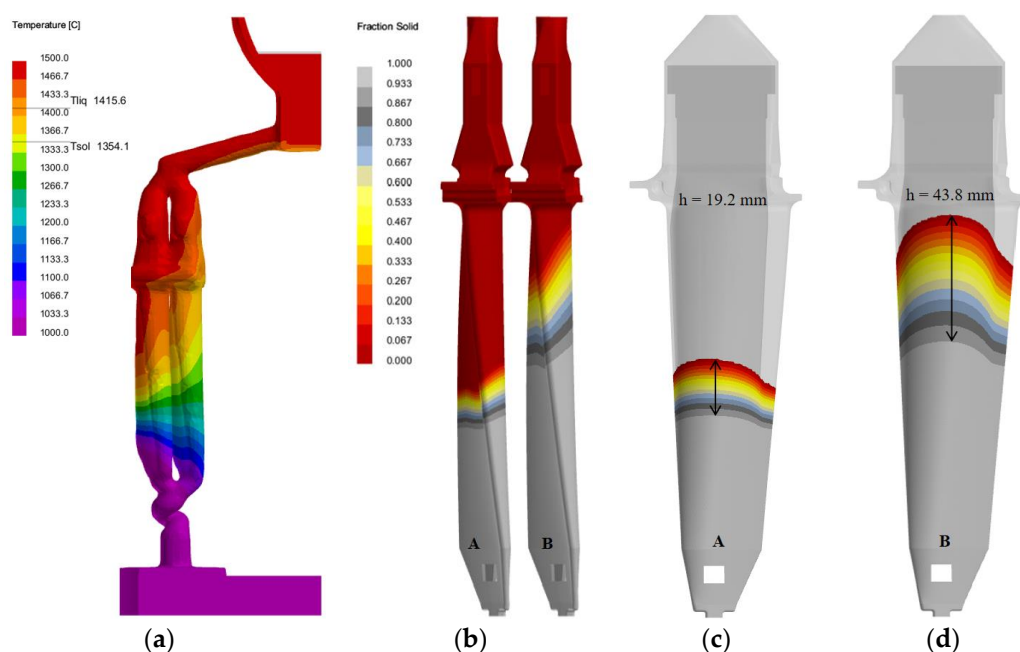 Temperature [C]
1500.0
1466.7
1433.3
Tliq 1415.6
1400.0
1366.7
Tsol 1354.1
1333.3
1300.0
1266.7
1233.3
1200.0
1166.7
1133.3
1100.0
1066.7
1033.3
1000.0
(a)
Fraction Solid
1.000
0.933
0.867
0.800
0.733
0.667
0.600
0.533
0.467
0.400
0.333
0.267
0.200
0.133
0.067
0.000
A
B
(b)
h = 19.2 mm
A
(c)
h = 43.8 mm
B
(d)